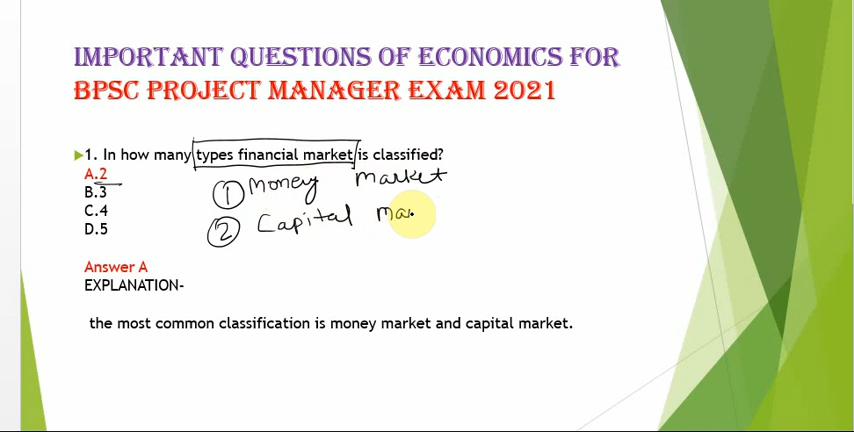 IMPORTANT QUESTIONS OF ECONOMICS FOR
BPSC PROJECT MANAGER EXAM 2021
1. In how many types financial market is classified?
A.2
B.3
C.4
D.5
① Money market
② Capital ma
Answer A
EXPLANATION-
the most common classification is money market and capital market.